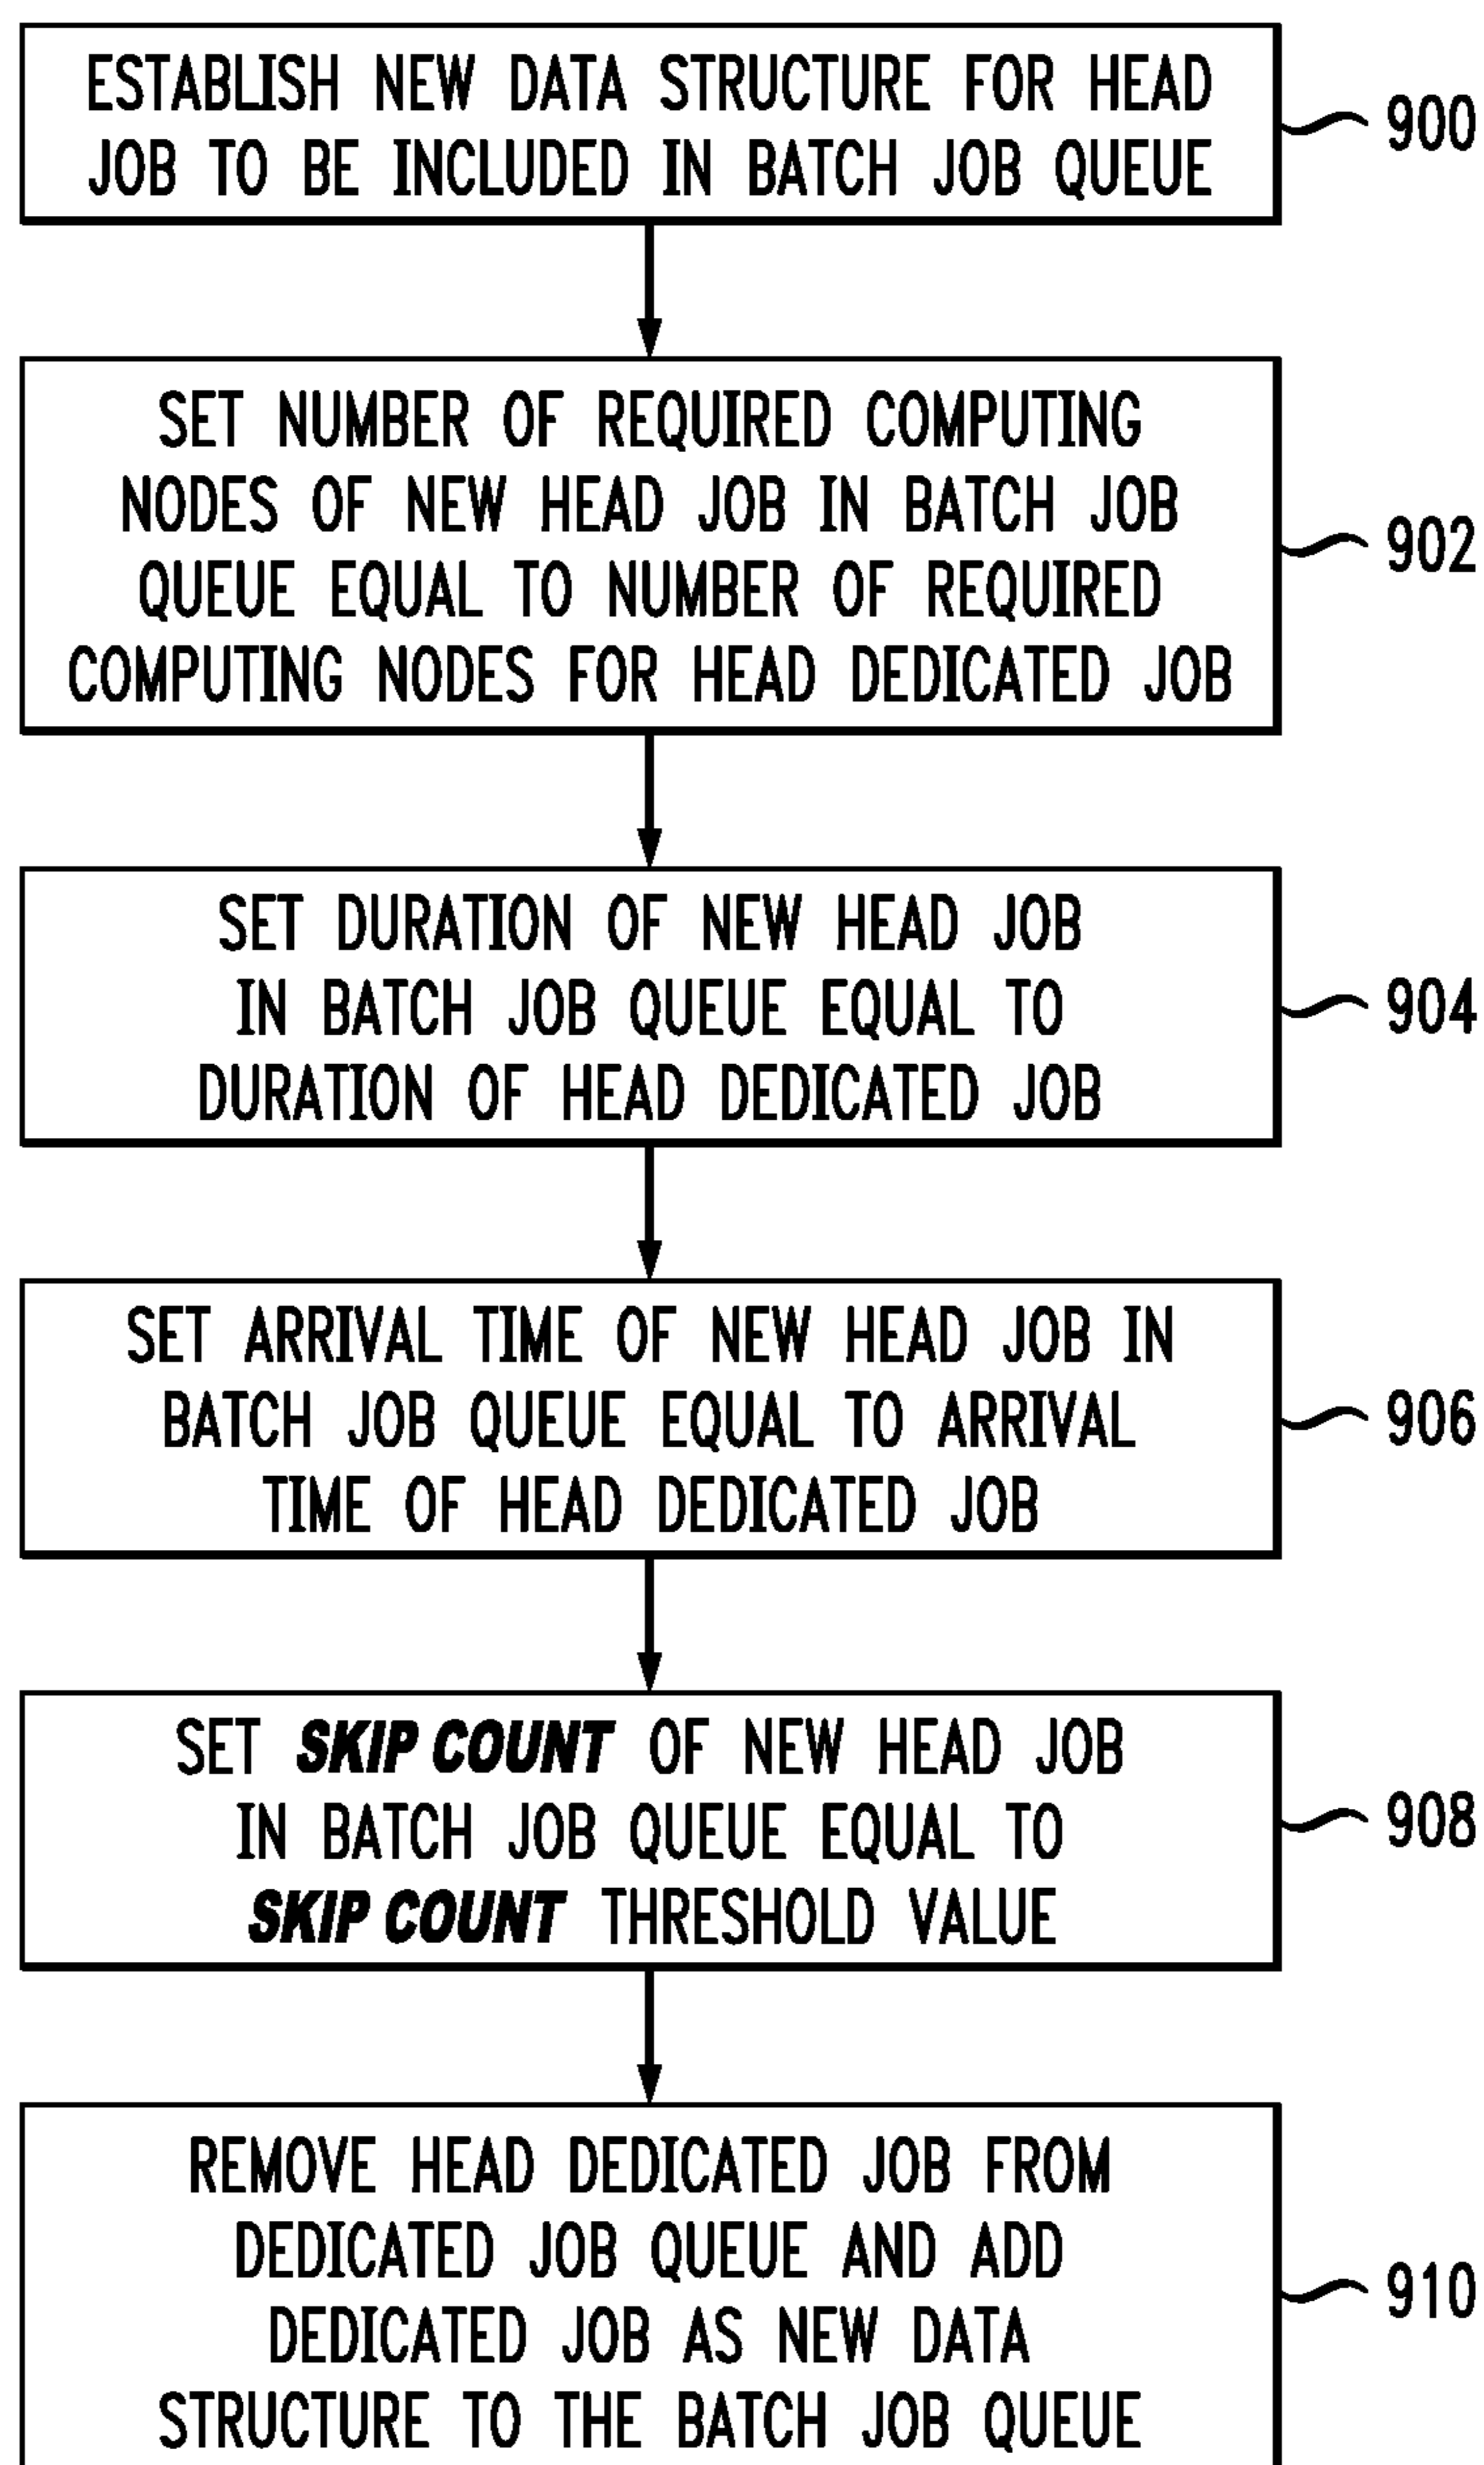 ESTABLISH NEW DATA STRUCTURE FOR HEAD
JOB TO BE INCLUDED IN BATCH JOB QUEUE
900
SET NUMBER OF REQUIRED COMPUTING
NODES OF NEW HEAD JOB IN BATCH JOB
QUEUE EQUAL TO NUMBER OF REQUIRED
COMPUTING NODES FOR HEAD DEDICATED JOB
902
SET DURATION OF NEW HEAD JOB
IN BATCH JOB QUEUE EQUAL TO
DURATION OF HEAD DEDICATED JOB
904
SET ARRIVAL TIME OF NEW HEAD JOB IN
BATCH JOB QUEUE EQUAL TO ARRIVAL
TIME OF HEAD DEDICATED JOB
906
SET SKIP COUNT OF NEW HEAD JOB
IN BATCH JOB QUEUE EQUAL TO
SKIP COUNT THRESHOLD VALUE
908
REMOVE HEAD DEDICATED JOB FROM
DEDICATED JOB QUEUE AND ADD
DEDICATED JOB AS NEW DATA
STRUCTURE TO THE BATCH JOB QUEUE
910